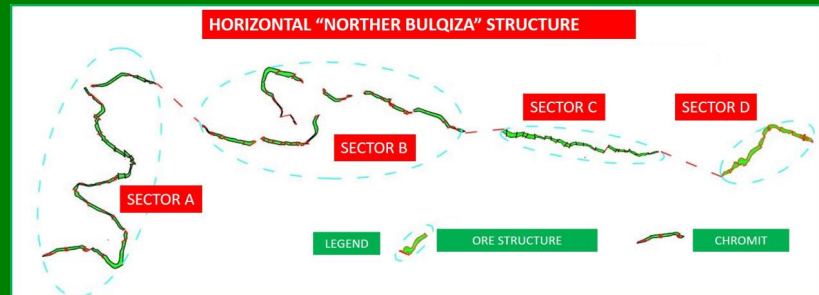 HORIZONTAL “NORTHER BULQIZA” STRUCTURE
SECTOR C
SECTOR D
SECTOR B
SECTOR A
LEGEND
ORE STRUCTURE
CHROMIT